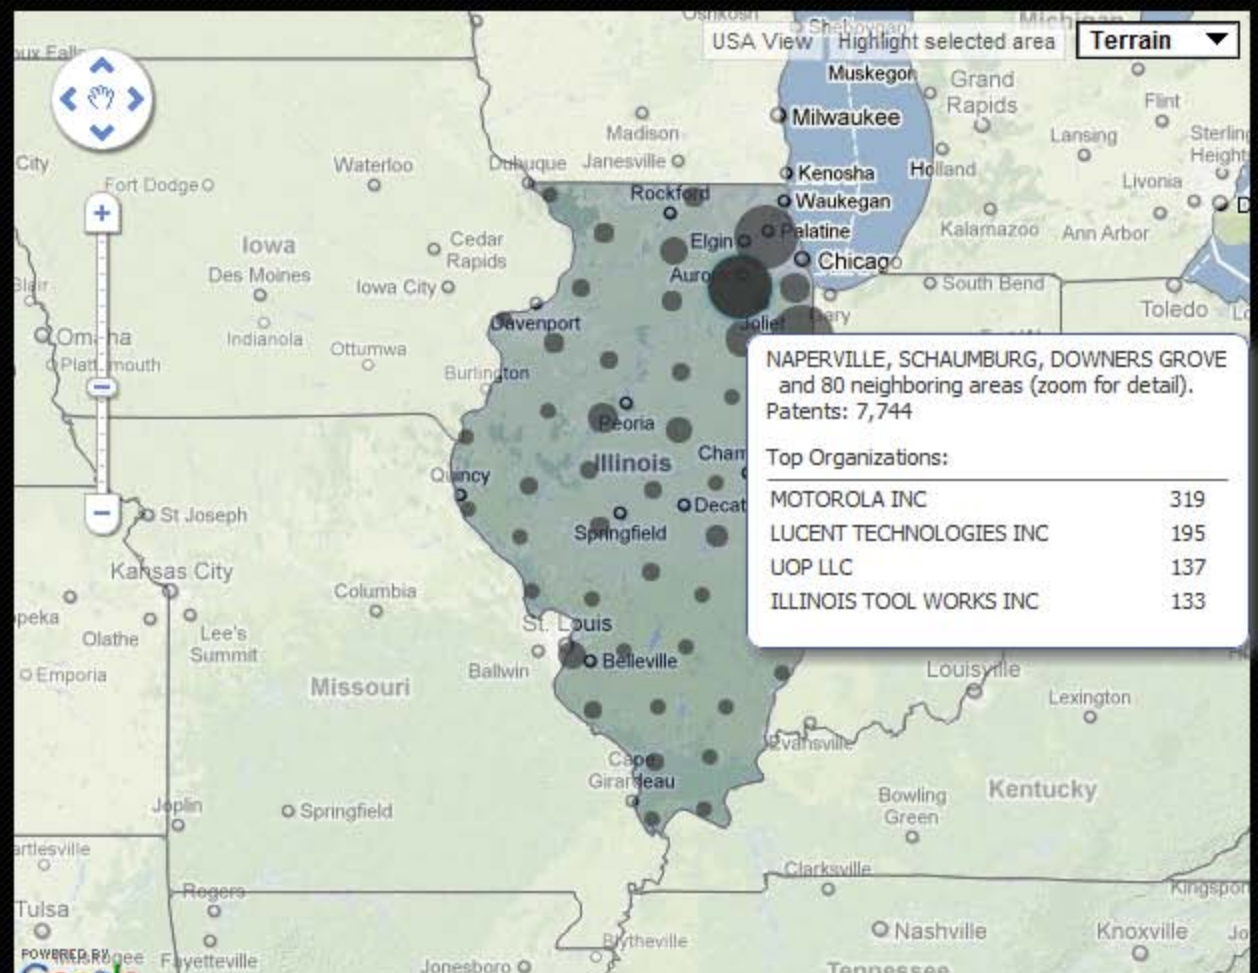 Oshkosh
Sheboygan
Michigan
USA View Highlight selected area Terrain
Muskegon
Grand
Rapids
Flint
Milwaukee
Madison
Lansing
City
Waterloo
Dubuque
Janesville
Kenosha
Holland
Livonia
Fort Dodge
Rockford
Waukegan
Iowa
Cedar
Rapids
Elgin
Palatine
Kalamazoo
Ann Arbor
Des Moines
Iowa City
Chicago
South Bend
Toledo
Omaha
Indianola
Davenport
Joliet
Ottumwa
Burlington
NAPERVILLE, SCHAUMBURG, DOWNERS GROVE
and 80 neighboring areas (zoom for detail).
Patents: 7,744
Top Organizations:
MOTOROLA INC 319
LUCENT TECHNOLOGIES INC 195
UOP LLC 137
ILLINOIS TOOL WORKS INC 133
Peoria
Illinois
Cham
Quincy
Decat
St Joseph
Springfield
Kansas City
Columbia
St. Louis
Olathe
Lee's
Summit
Emporia
Ballwin
Belleville
Missouri
Louisville
Lexington
Evansville
Cape
Girardeau
Kentucky
Joplin
Springfield
Bowling
Green
Clarksville
Rogers
Tulsa
Nashville
Knoxville
Blytheville
POWERED BY
Fayetteville
Jonesboro
Tennessee